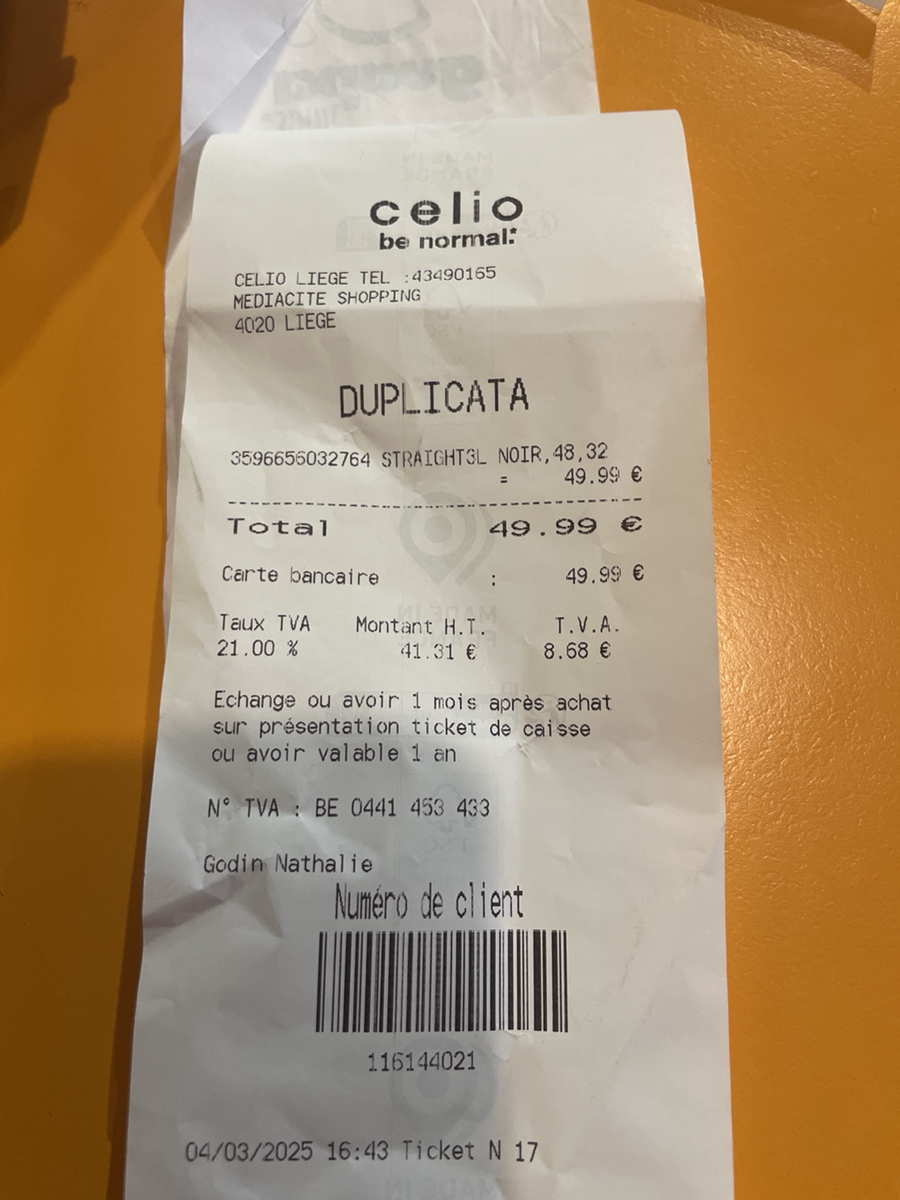 celio
be normal:*
CELIO LIEGE TEL :43490165
MEDIACITE SHOPPING
4020 LIEGE
DUPLICATA
3596656032764 STRAIGHT3L NOIR,48,32
= 49.99 €
Total 49.99 €
Carte bancaire : 49.99 €
Taux TVA Montant H.T. T.V.A.
21.00 % 41.31 € 8.68 €
Echange ou avoir 1 mois après achat
sur présentation ticket de caisse
ou avoir valable 1 an
N° TVA : BE 0441 453 433
Godin Nathalie
Numéro de client
116144021
04/03/2025 16:43 Ticket N 17